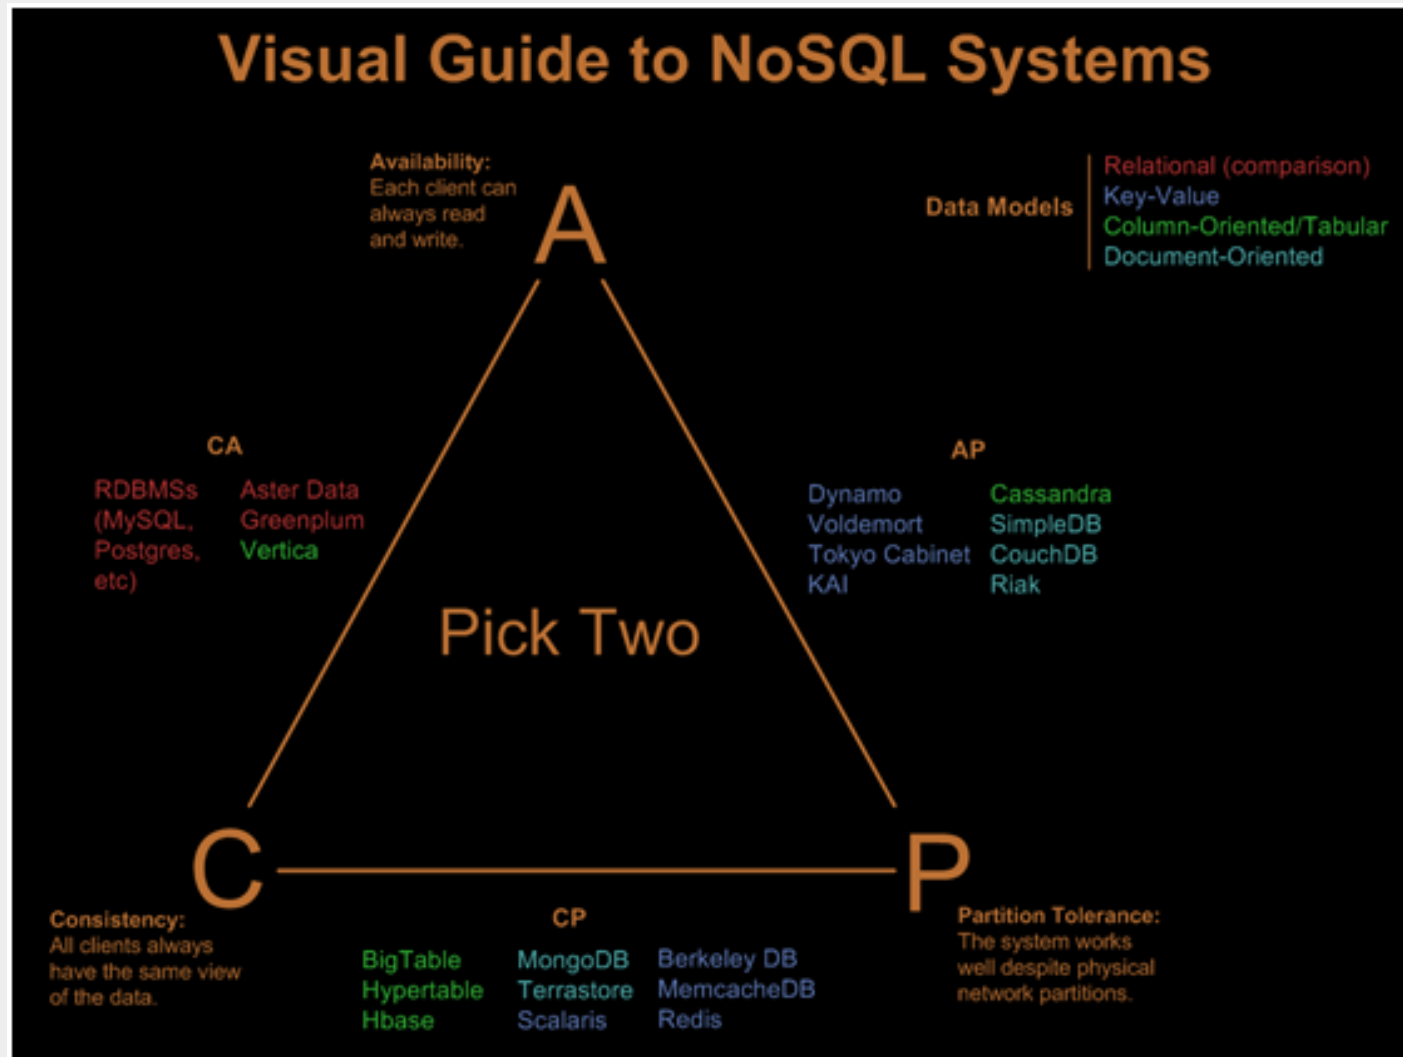 Visual Guide to NoSQL Systems
Availability:
Each client can
always read
and write.
A
Data Models
Relational (comparison)
Key-Value
Column-Oriented/Tabular
Document-Oriented
CA
RDBMSs
(MySQL,
Postgres,
etc)
Aster Data
Greenplum
Vertica
AP
Dynamo
Voldemort
Tokyo Cabinet
KAI
Cassandra
SimpleDB
CouchDB
Riak
Pick Two
C
Consistency:
All clients always
have the same view
of the data.
CP
BigTable
Hypertable
Hbase
MongoDB
Terrastore
Scalaris
Berkeley DB
MemcacheDB
Redis
P
Partition Tolerance:
The system works
well despite physical
network partitions.